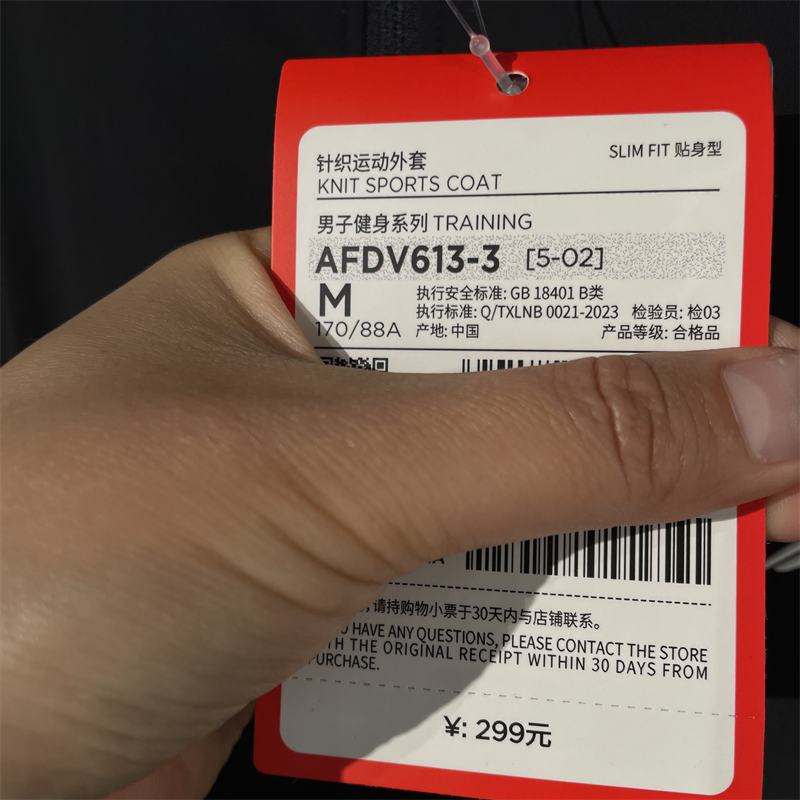 针织运动外套
SLIM FIT 贴身型
KNIT SPORTS COAT
男子健身系列 TRAINING
AFDV613-3 [5-02]
M
170/88A
执行安全标准: GB 18401 B类
执行标准: Q/TXLNB 0021-2023 检验员: 检03
产地: 中国 产品等级: 合格品
请持购物小票于30天内与店铺联系。
HAVE ANY QUESTIONS, PLEASE CONTACT THE STORE
THE ORIGINAL RECEIPT WITHIN 30 DAYS FROM
¥: 299元